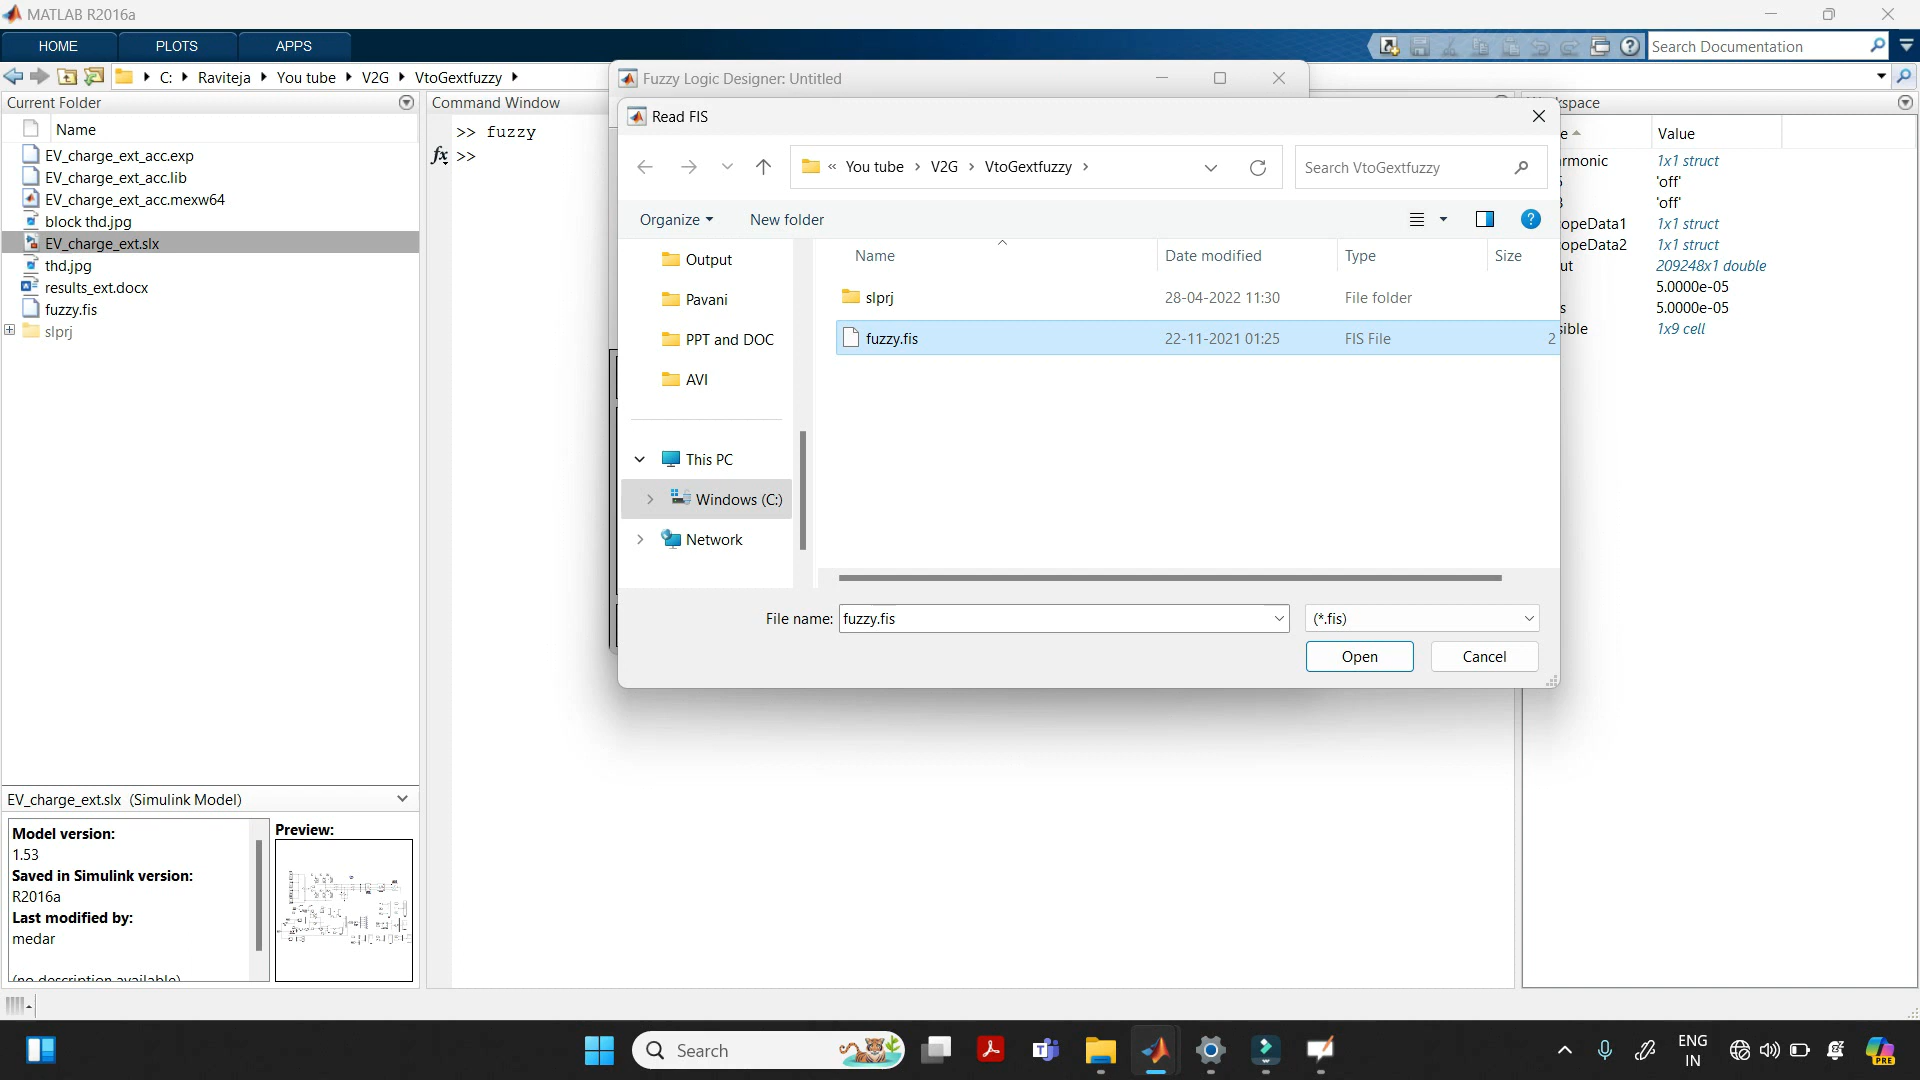 MATLAB R2016a
HOME
PLOTS
APPS
Search Documentation
C: Raviteja You tube V2G VtoGextfuzzy
Current Folder
Name
EV_charge_ext_acc.exp
EV_charge_ext_acc.lib
EV_charge_ext_acc.mexw64
block thd.jpg
EV_charge_ext.slx
thd.jpg
results_ext.docx
fuzzy.fis
slprj
EV_charge_ext.slx (Simulink Model)
Model version:
1.53
Saved in Simulink version:
R2016a
Last modified by:
medar
(no description available)
Preview:
Command Window
>> fuzzy
fx >>
Fuzzy Logic Designer: Untitled
Read FIS
« You tube > V2G > VtoGextfuzzy >
Search VtoGextfuzzy
Organize
New folder
Output
Pavani
PPT and DOC
AVI
This PC
Windows (C:)
Network
Name Date modified Type Size
slprj 28-04-2022 11:30 File folder
fuzzy.fis 22-11-2021 01:25 FIS File 2
File name: fuzzy.fis
(*.fis)
Open
Cancel
space
e Value
rmonic 1x1 struct
'off'
'off'
opeData1 1x1 struct
opeData2 1x1 struct
ut 209248x1 double
5.0000e-05
s 5.0000e-05
sible 1x9 cell
Search
ENG
IN
PRE